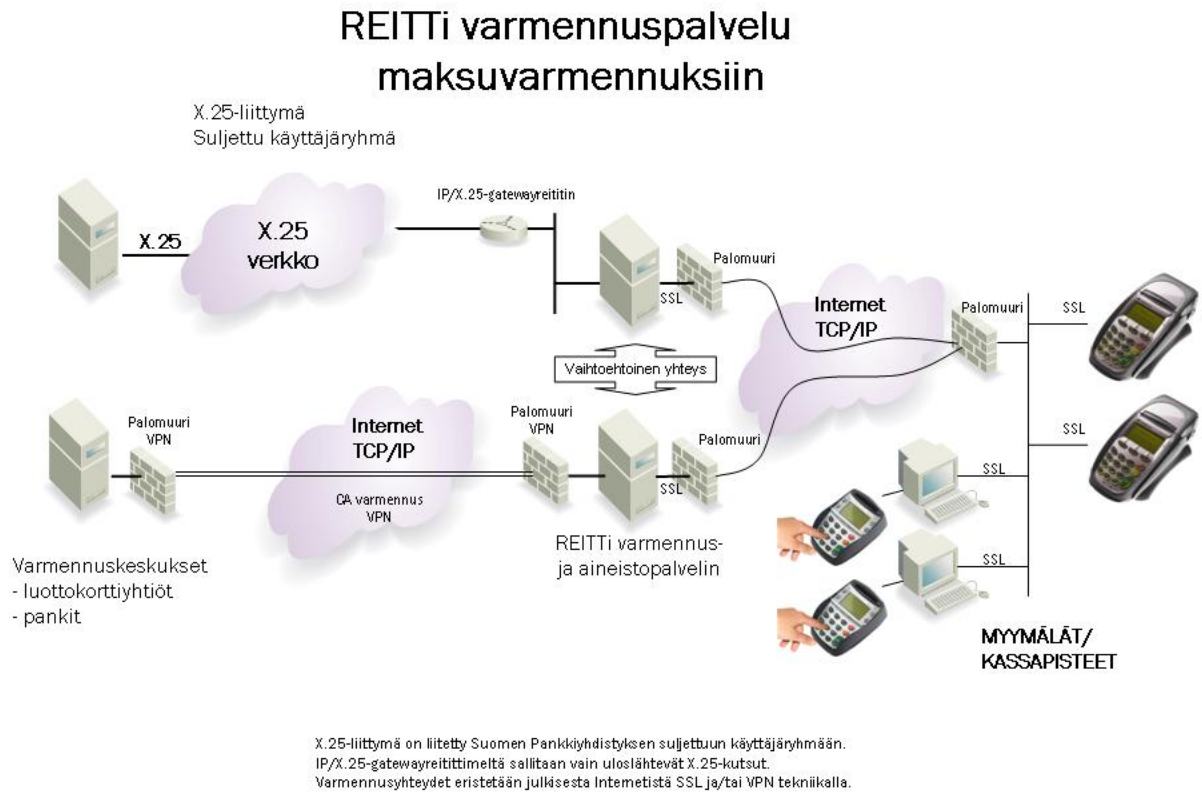 REITTi varmennuspalvelu
maksuvarmennuksiin
X.25-liittymä
Suljettu käyttäjäryhmä
IP/X.25-gatewayreititin
X.25
X.25
verkko
Palomuuri
SSL
Internet
TCP/IP
Palomuuri
SSL
Vaihtoehtoinen yhteys
Palomuuri
VPN
Internet
TCP/IP
Palomuuri
VPN
Palomuuri
SSL
SSL
SSL
CA varmennus
VPN
REITTi varmennus-
ja aineistopalvelin
SSL
Varmennuskeskukset
- luottokorttiyhtiöt
- pankit
MYYMÄLÄT/
KASSAPISTEET
X.25-liittymä on liitetty Suomen Pankkiyhdistyksen suljettuun käyttäjäryhmään.
IP/X.25-gatewayreitittimeltä sallitaan vain uloslähtevät X.25-kutsut.
Varmennusyhteydet eristetään julkisesta Internetistä SSL ja/tai VPN tekniikalla.